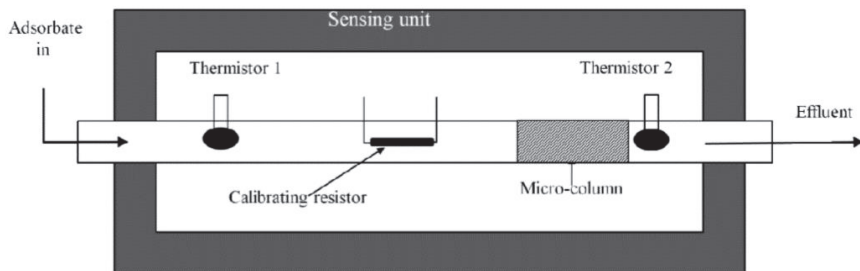 Sensing unit
Adsorbate
in
Thermistor 1
Thermistor 2
Effluent
Calibrating resistor
Micro-column